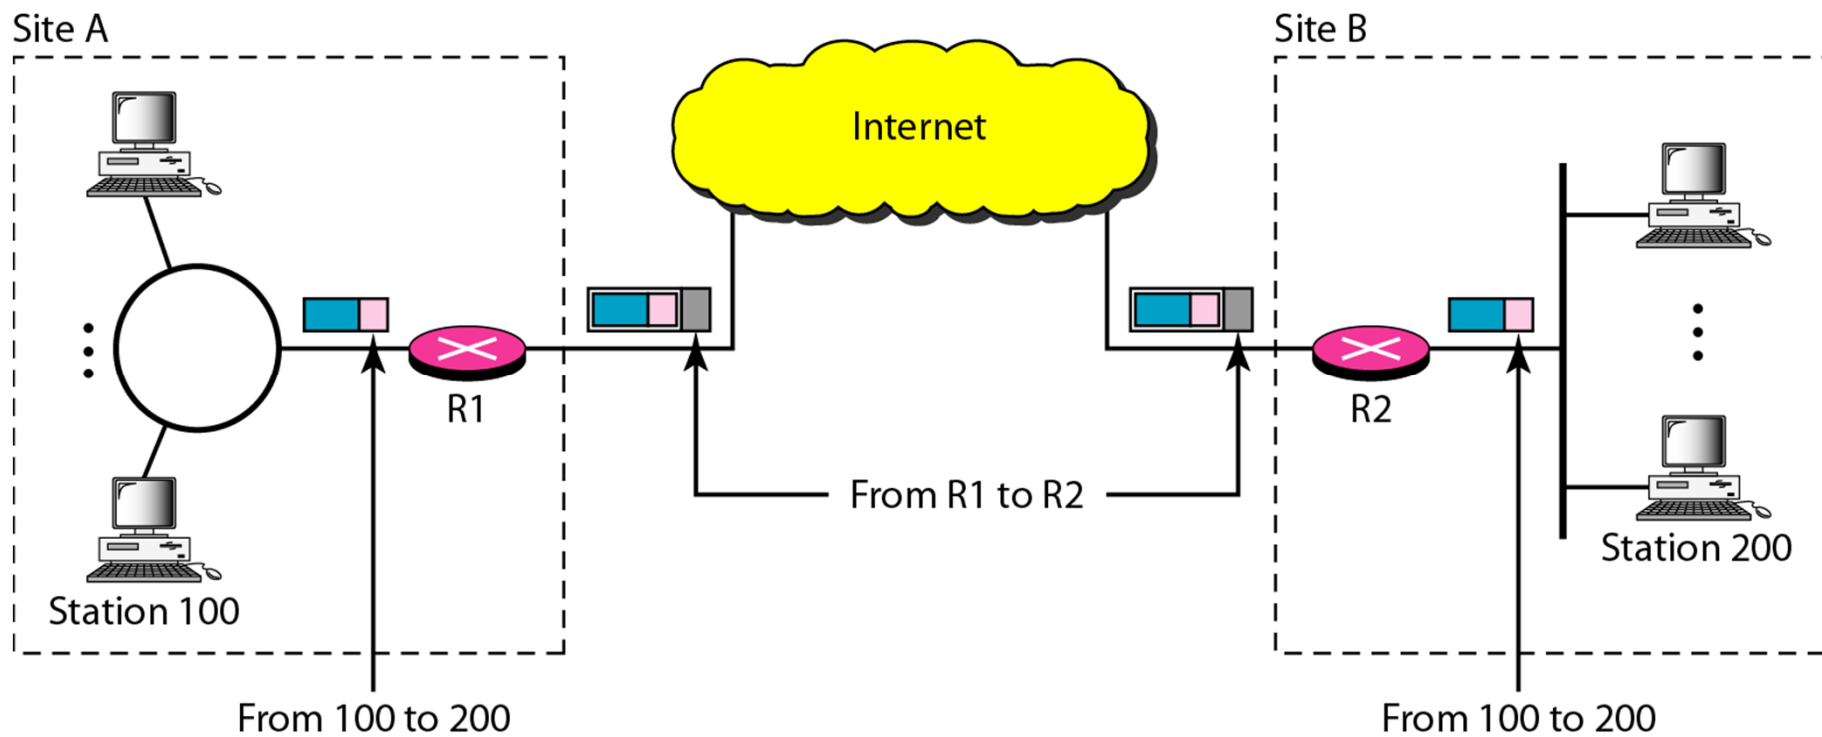 Site A
Site B
Internet
R1
R2
From R1 to R2
Station 200
Station 100
From 100 to 200
From 100 to 200